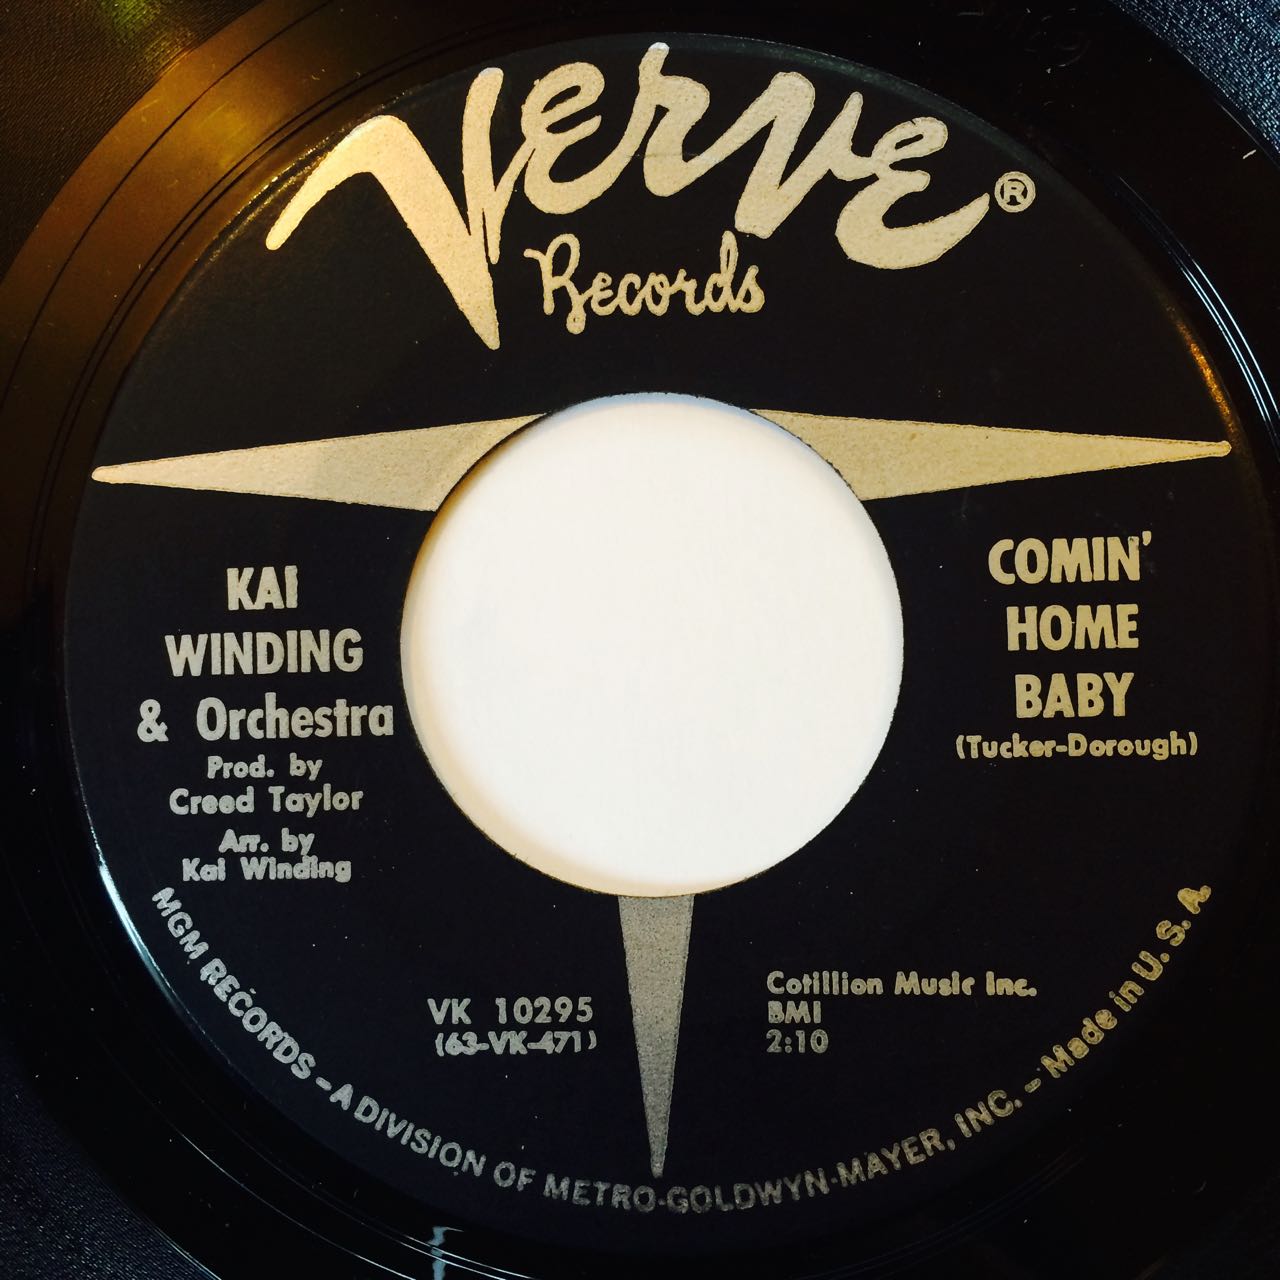 Verve®
Records
KAI
WINDING
& Orchestra
Prod. by
Creed Taylor
Arr. by
Kai Winding
COMIN'
HOME
BABY
(Tucker-Dorough)
VK 10295
(63-VK-471)
Cotillion Music Inc.
BMI
2:10
MGM RECORDS - A DIVISION OF METRO-GOLDWYN-MAYER, INC. - Made in U. S. A.